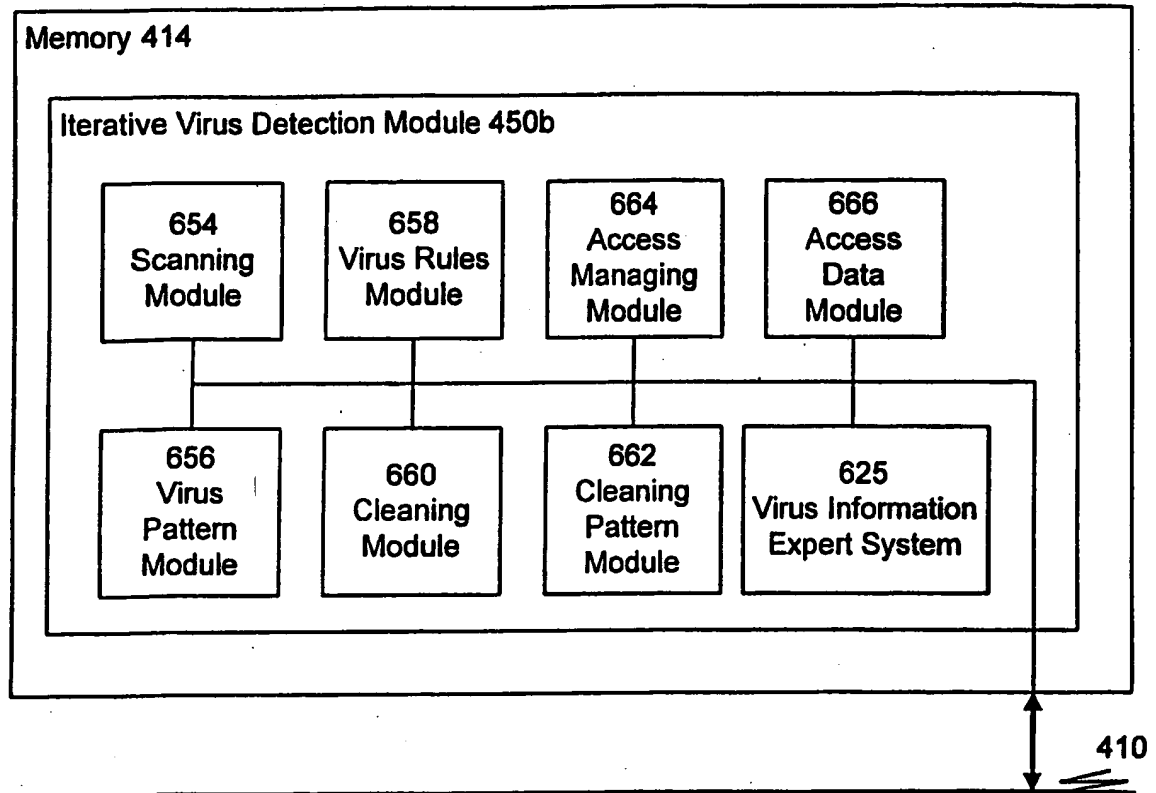 Memory 414
Iterative Virus Detection Module 450b
654
Scanning
Module
658
Virus Rules
Module
664
Access
Managing
Module
666
Access
Data
Module
656
Virus
Pattern
Module
660
Cleaning
Module
662
Cleaning
Pattern
Module
625
Virus Information
Expert System
410